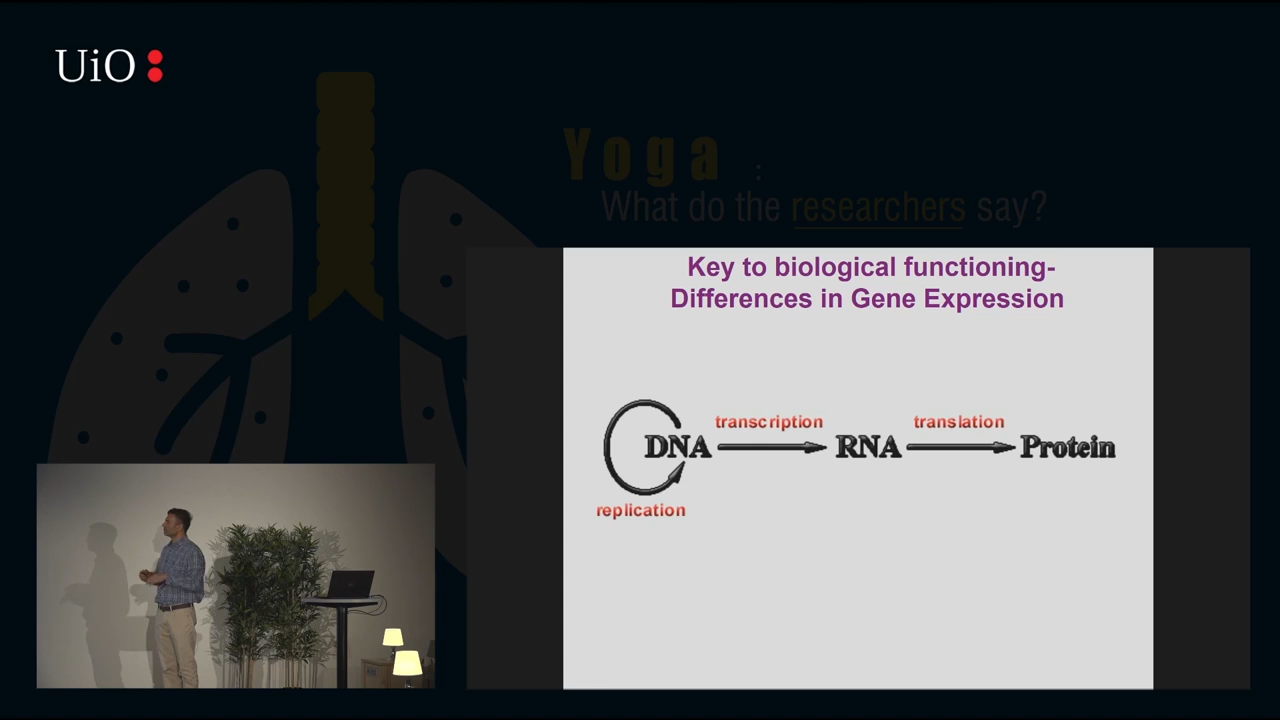 UiO:
Yoga :
What do the researchers say?
Key to biological functioning-
Differences in Gene Expression
transcription
translation
DNA
RNA
Protein
replication